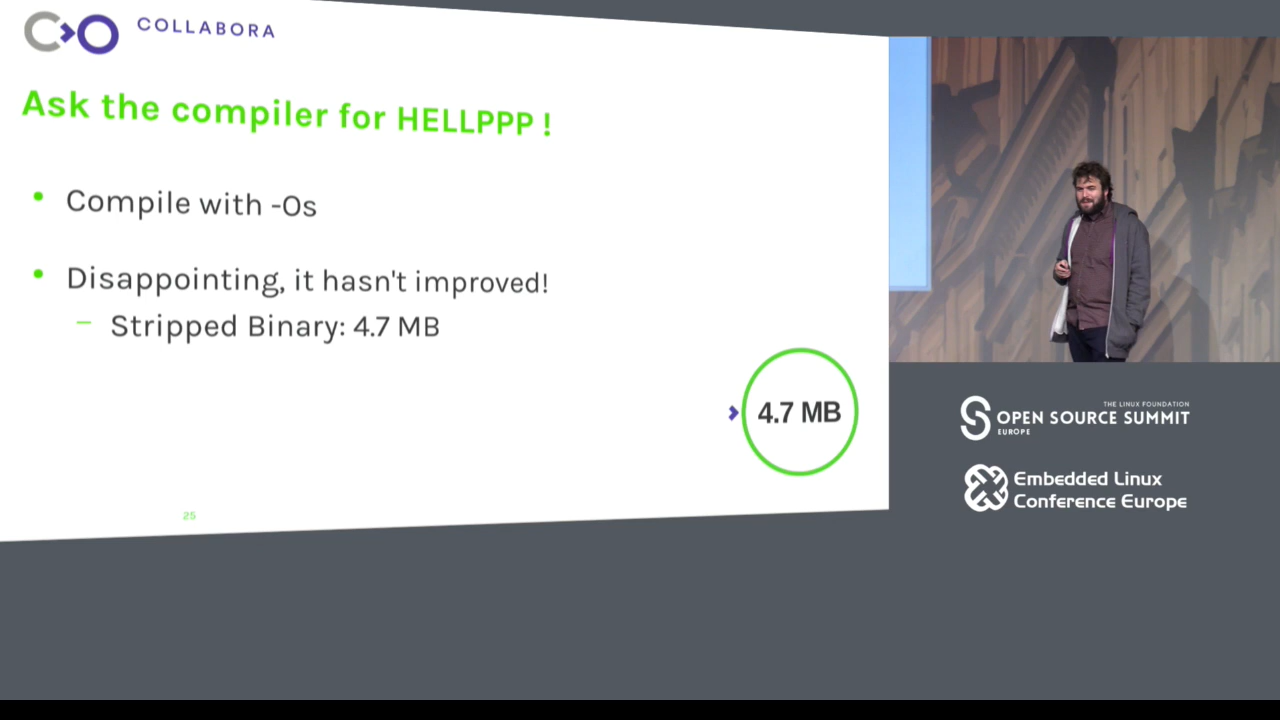 COLLABORA
Ask the compiler for HELLPPP !
• Compile with -Os
• Disappointing, it hasn't improved!
– Stripped Binary: 4.7 MB
4.7 MB
25
THE LINUX FOUNDATION
OPEN SOURCE SUMMIT
EUROPE
Embedded Linux
Conference Europe